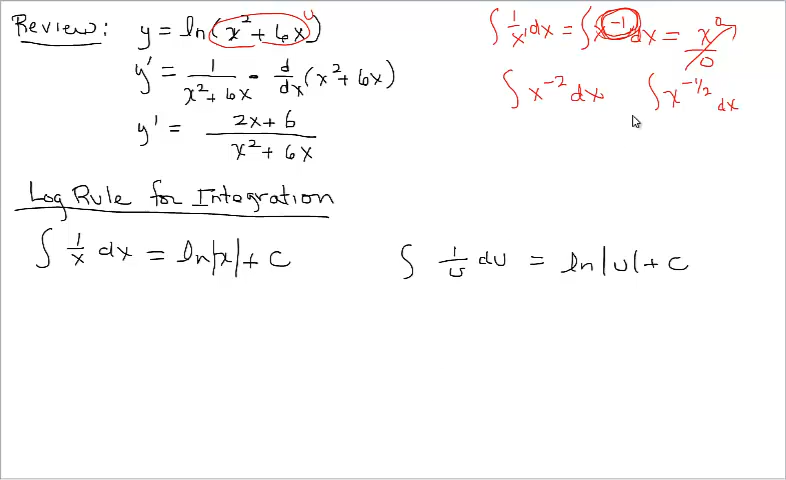 Review: y = ln(x² + 6x) u
y' = 1/(x² + 6x) - d/dx (x² + 6x)
y' = (2x + 6)/(x² + 6x)
∫ 1/x¹ dx = ∫ x⁻¹ dx = x⁰/0
∫ x⁻² dx ∫ x^(-1/2) dx
Log Rule for Integration
∫ 1/x dx = ln|x| + C ∫ 1/u du = ln|u| + C